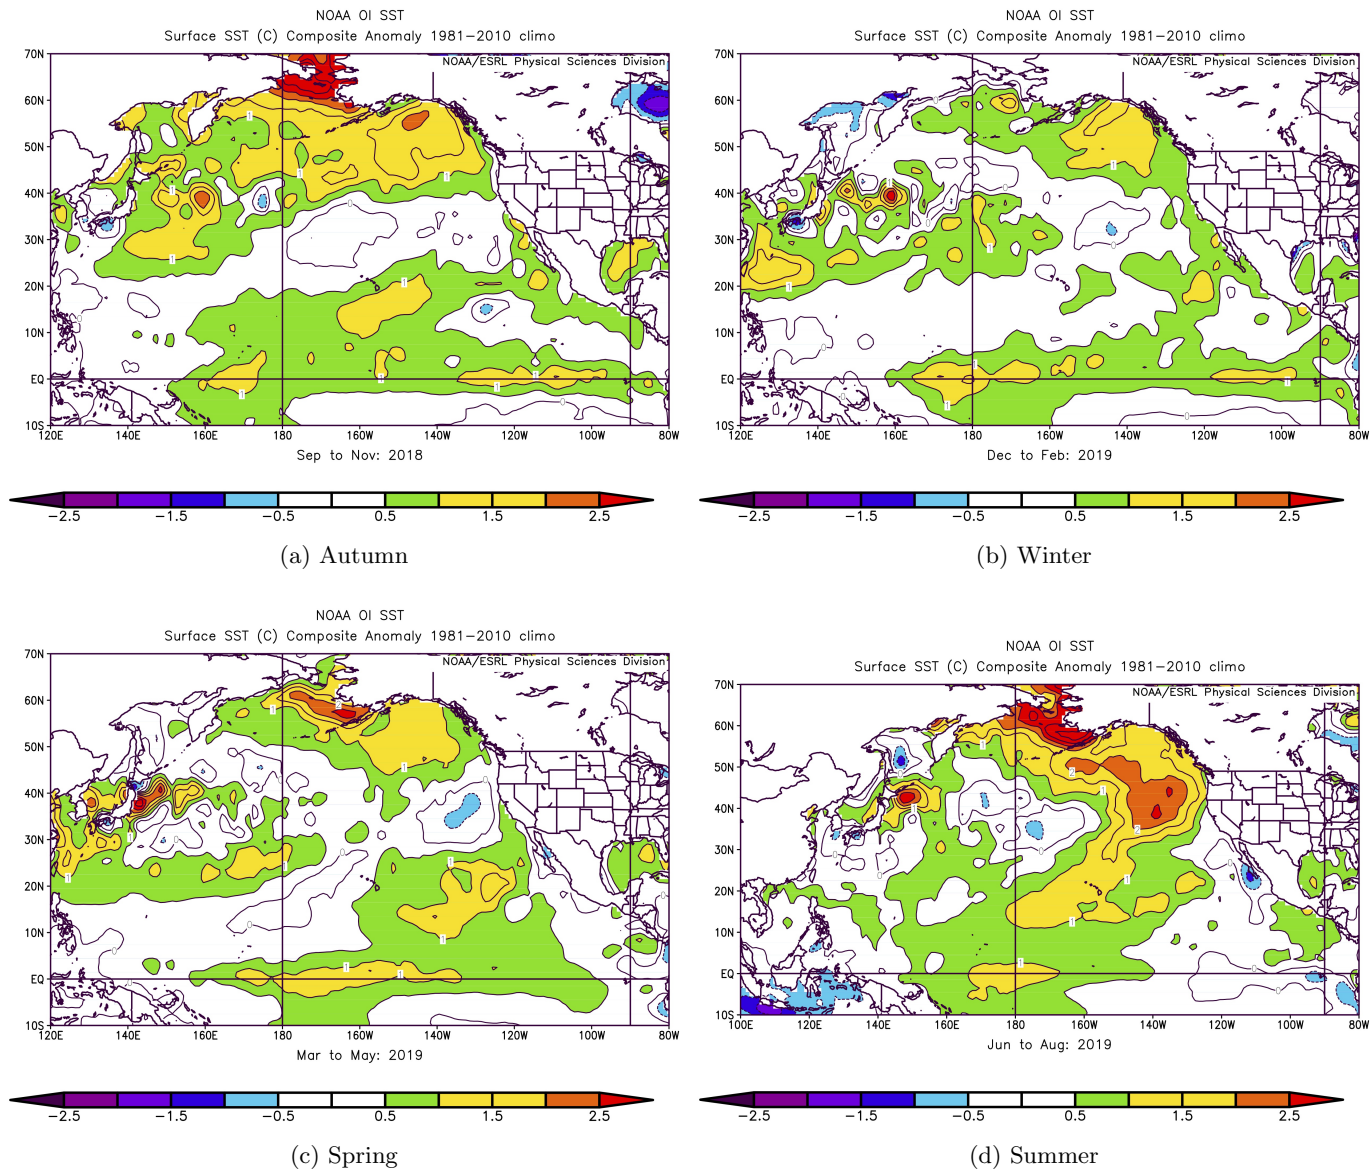 NOAA OI SST
Surface SST (C) Composite Anomaly 1981−2010 climo
NOAA/ESRL Physical Sciences Division
70N
60N
50N
40N
30N
20N
10N
EQ
10S
120E 140E 160E 180 160W 140W 120W 100W 80W
Sep to Nov: 2018
−2.5 −1.5 −0.5 0.5 1.5 2.5
(a) Autumn
NOAA OI SST
Surface SST (C) Composite Anomaly 1981−2010 climo
NOAA/ESRL Physical Sciences Division
70N
60N
50N
40N
30N
20N
10N
EQ
10S
120E 140E 160E 180 160W 140W 120W 100W 80W
Dec to Feb: 2019
−2.5 −1.5 −0.5 0.5 1.5 2.5
(b) Winter
NOAA OI SST
Surface SST (C) Composite Anomaly 1981−2010 climo
NOAA/ESRL Physical Sciences Division
70N
60N
50N
40N
30N
20N
10N
EQ
10S
120E 140E 160E 180 160W 140W 120W 100W 80W
Mar to May: 2019
−2.5 −1.5 −0.5 0.5 1.5 2.5
(c) Spring
NOAA OI SST
Surface SST (C) Composite Anomaly 1981−2010 climo
NOAA/ESRL Physical Sciences Division
70N
60N
50N
40N
30N
20N
10N
EQ
10S
100E 120E 140E 160E 180 160W 140W 120W 100W 80W
Jun to Aug: 2019
−2.5 −1.5 −0.5 0.5 1.5 2.5
(d) Summer